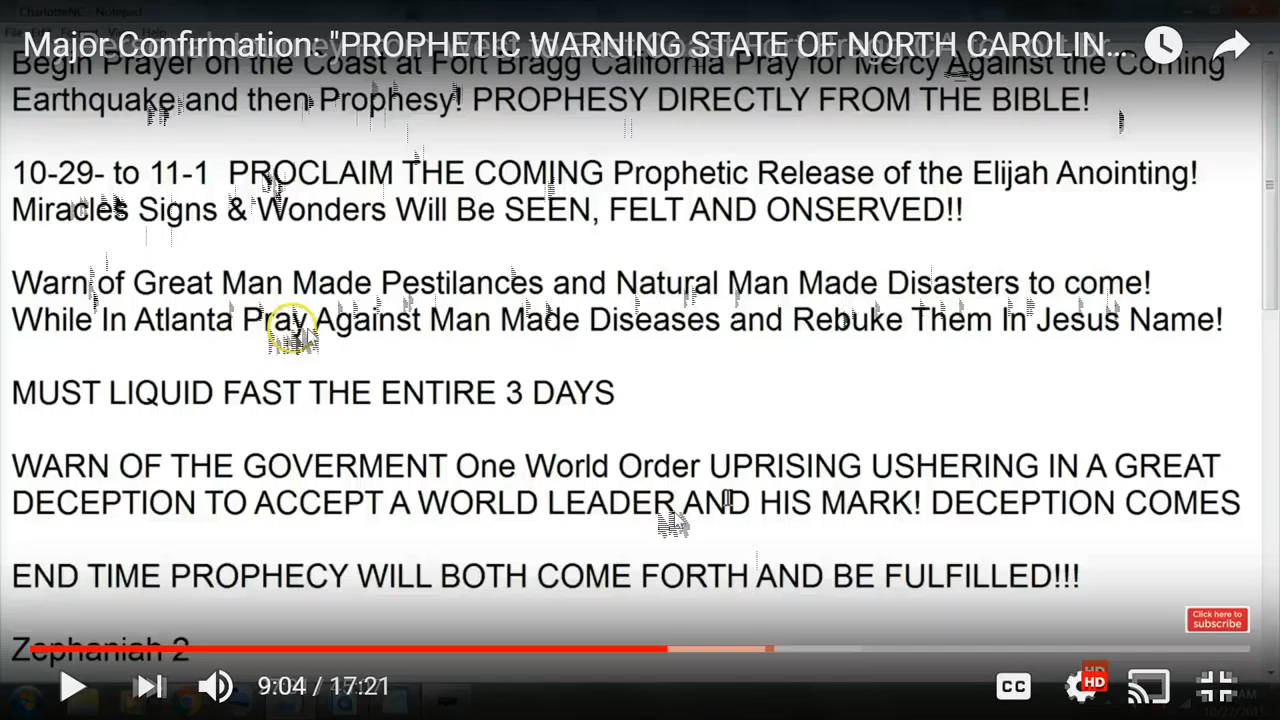 CharlotteNC - Notepad
Major Confirmation: "PROPHETIC WARNING STATE OF NORTH CAROLIN...
Begin Prayer on the Coast at Fort Bragg California Pray for Mercy Against the Coming
Earthquake and then Prophesy! PROPHESY DIRECTLY FROM THE BIBLE!
10-29- to 11-1 PROCLAIM THE COMING Prophetic Release of the Elijah Anointing!
Miracles Signs & Wonders Will Be SEEN, FELT AND ONSERVED!!
Warn of Great Man Made Pestilances and Natural Man Made Disasters to come!
While In Atlanta Pray Against Man Made Diseases and Rebuke Them In Jesus Name!
MUST LIQUID FAST THE ENTIRE 3 DAYS
WARN OF THE GOVERMENT One World Order UPRISING USHERING IN A GREAT
DECEPTION TO ACCEPT A WORLD LEADER AND HIS MARK! DECEPTION COMES
END TIME PROPHECY WILL BOTH COME FORTH AND BE FULFILLED!!!
Click here to
subscribe
Zephaniah 2
9:04 / 17:21
CC
HD